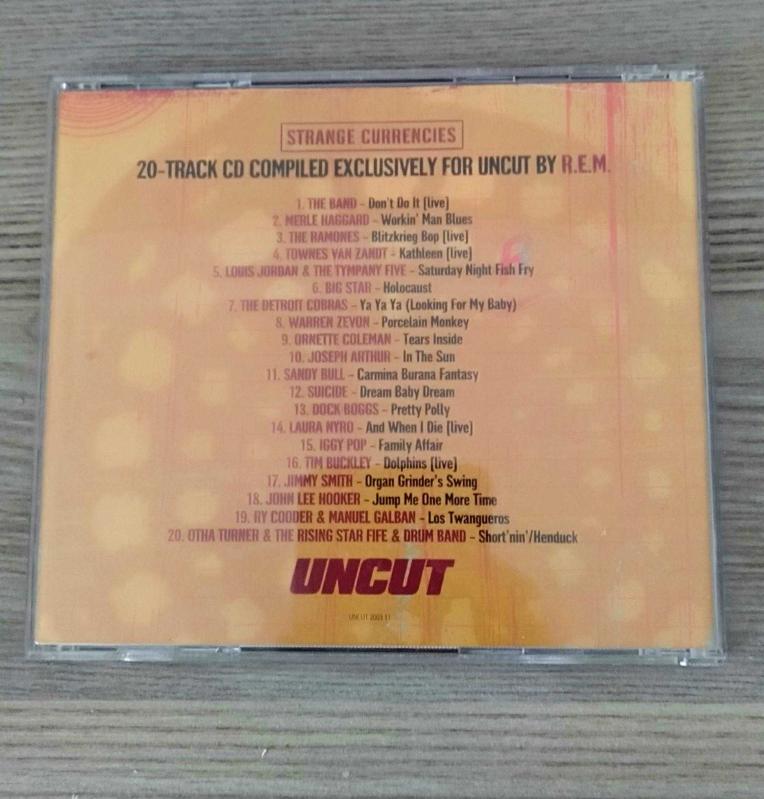 STRANGE CURRENCIES
20-TRACK CD COMPILED EXCLUSIVELY FOR UNCUT BY R.E.M.
1. THE BAND - Don't Do It [live]
2. MERLE HAGGARD - Workin' Man Blues
3. THE RAMONES - Blitzkrieg Bop [live]
4. TOWNES VAN ZANDT - Kathleen [live]
5. LOUIS JORDAN & THE TYMPANY FIVE - Saturday Night Fish Fry
6. BIG STAR - Holocaust
7. THE DETROIT COBRAS - Ya Ya Ya (Looking For My Baby)
8. WARREN ZEVON - Porcelain Monkey
9. ORNETTE COLEMAN - Tears Inside
10. JOSEPH ARTHUR - In The Sun
11. SANDY BULL - Carmina Burana Fantasy
12. SUICIDE - Dream Baby Dream
13. DOCK BOGGS - Pretty Polly
14. LAURA NYRO - And When I Die [live]
15. IGGY POP - Family Affair
16. TIM BUCKLEY - Dolphins [live]
17. JIMMY SMITH - Organ Grinder's Swing
18. JOHN LEE HOOKER - Jump Me One More Time
19. RY COODER & MANUEL GALBAN - Los Twangueros
20. OTHA TURNER & THE RISING STAR FIFE & DRUM BAND - Short'nin'/Henduck
UNCUT
UNCUT 2003 11